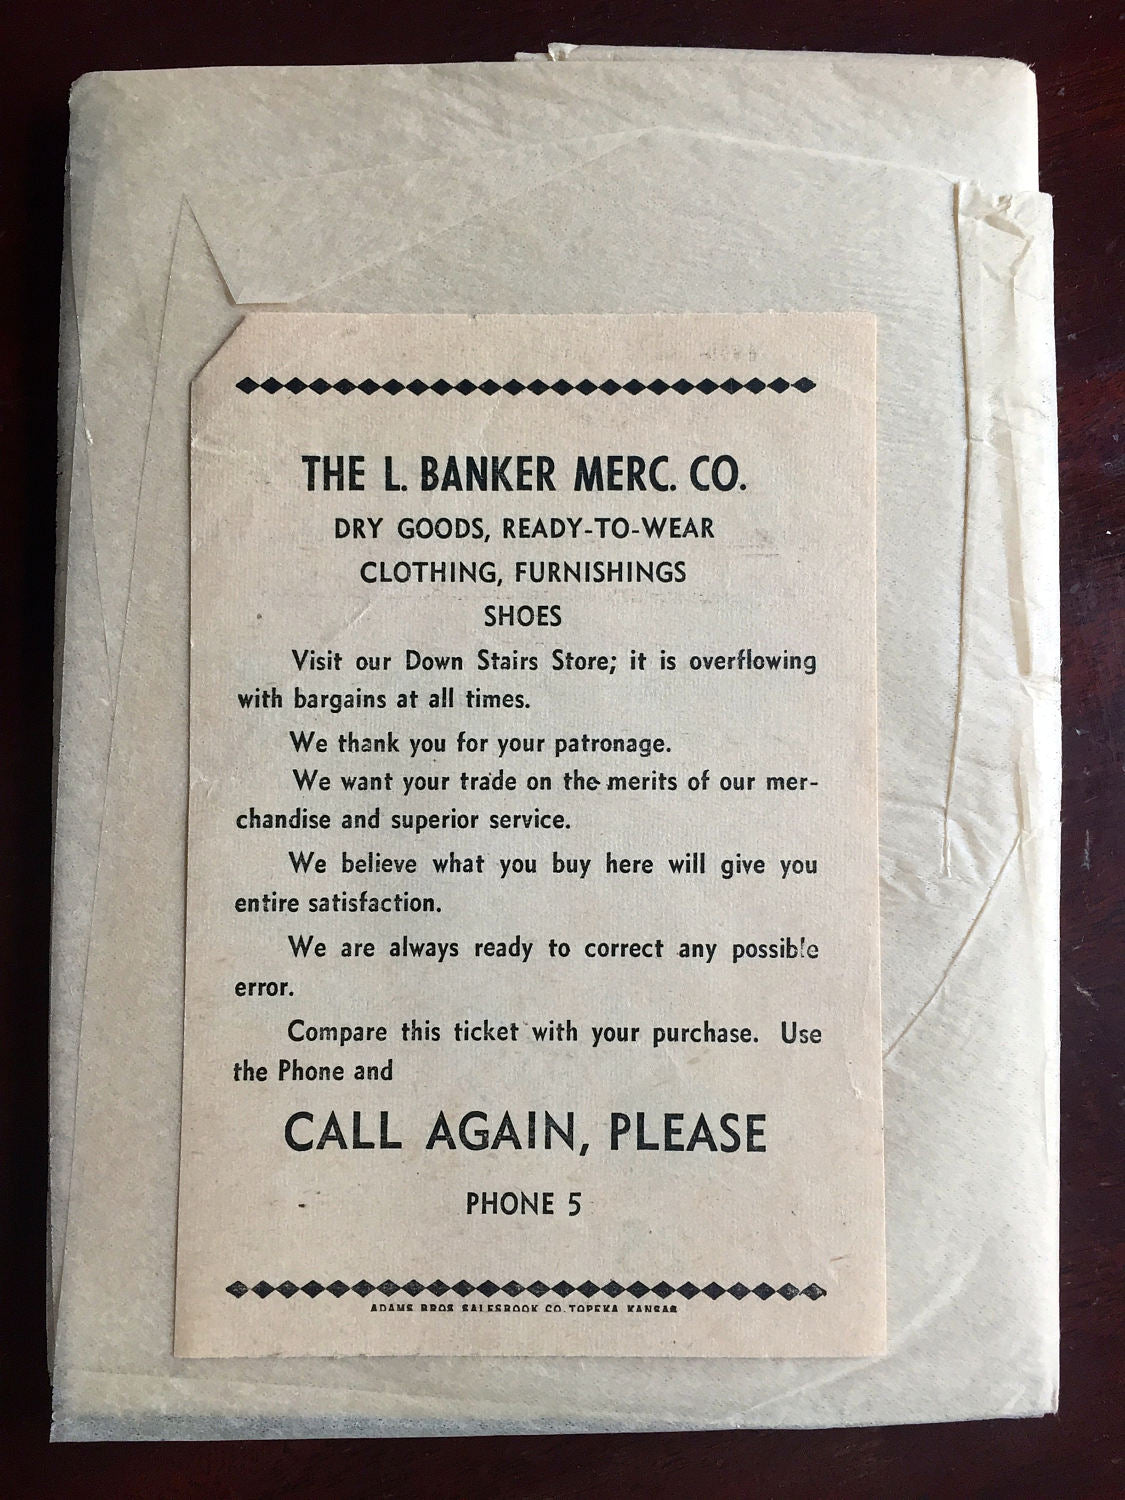 THE L. BANKER MERC. CO.
DRY GOODS, READY-TO-WEAR
CLOTHING, FURNISHINGS
SHOES
Visit our Down Stairs Store; it is overflowing
with bargains at all times.
We thank you for your patronage.
We want your trade on the merits of our mer-
chandise and superior service.
We believe what you buy here will give you
entire satisfaction.
We are always ready to correct any possible
error.
Compare this ticket with your purchase. Use
the Phone and
CALL AGAIN, PLEASE
PHONE 5
ADAMS BROS SALESBOOK CO. TOPEKA KANSAS